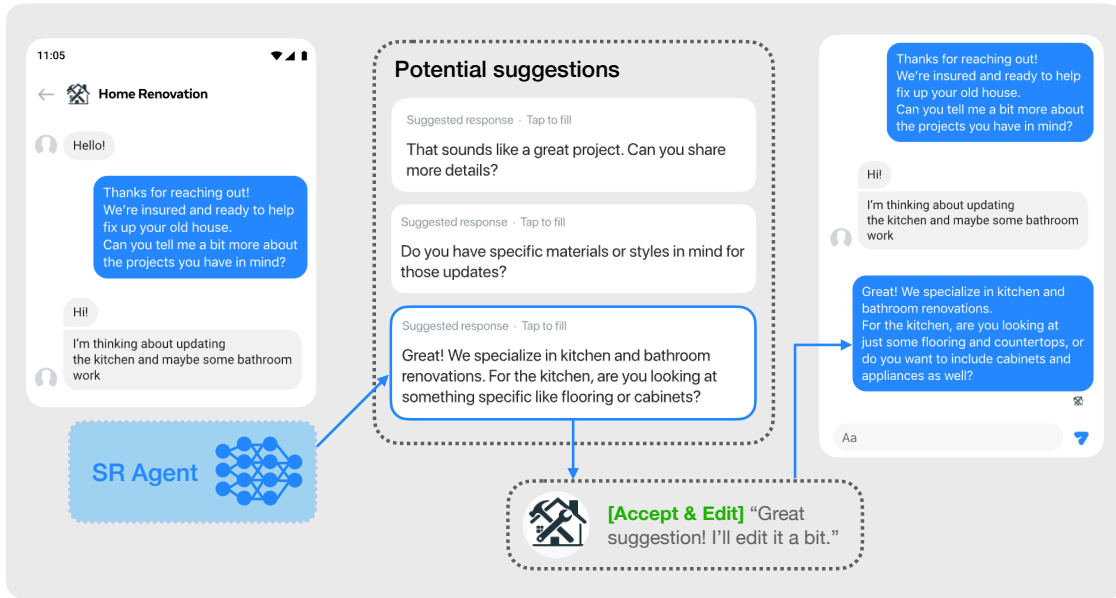 11:05
Home Renovation
Hello!
Thanks for reaching out!
We're insured and ready to help
fix up your old house.
Can you tell me a bit more about
the projects you have in mind?
Hi!
I'm thinking about updating
the kitchen and maybe some bathroom
work
SR Agent
Potential suggestions
Suggested response · Tap to fill
That sounds like a great project. Can you share
more details?
Suggested response · Tap to fill
Do you have specific materials or styles in mind for
those updates?
Suggested response · Tap to fill
Great! We specialize in kitchen and bathroom
renovations. For the kitchen, are you looking at
something specific like flooring or cabinets?
[Accept & Edit] “Great
suggestion! I'll edit it a bit.”
Thanks for reaching out!
We're insured and ready to help
fix up your old house.
Can you tell me a bit more about
the projects you have in mind?
Hi!
I'm thinking about updating
the kitchen and maybe some bathroom
work
Great! We specialize in kitchen and
bathroom renovations.
For the kitchen, are you looking at
just some flooring and countertops, or
do you want to include cabinets and
appliances as well?
Aa